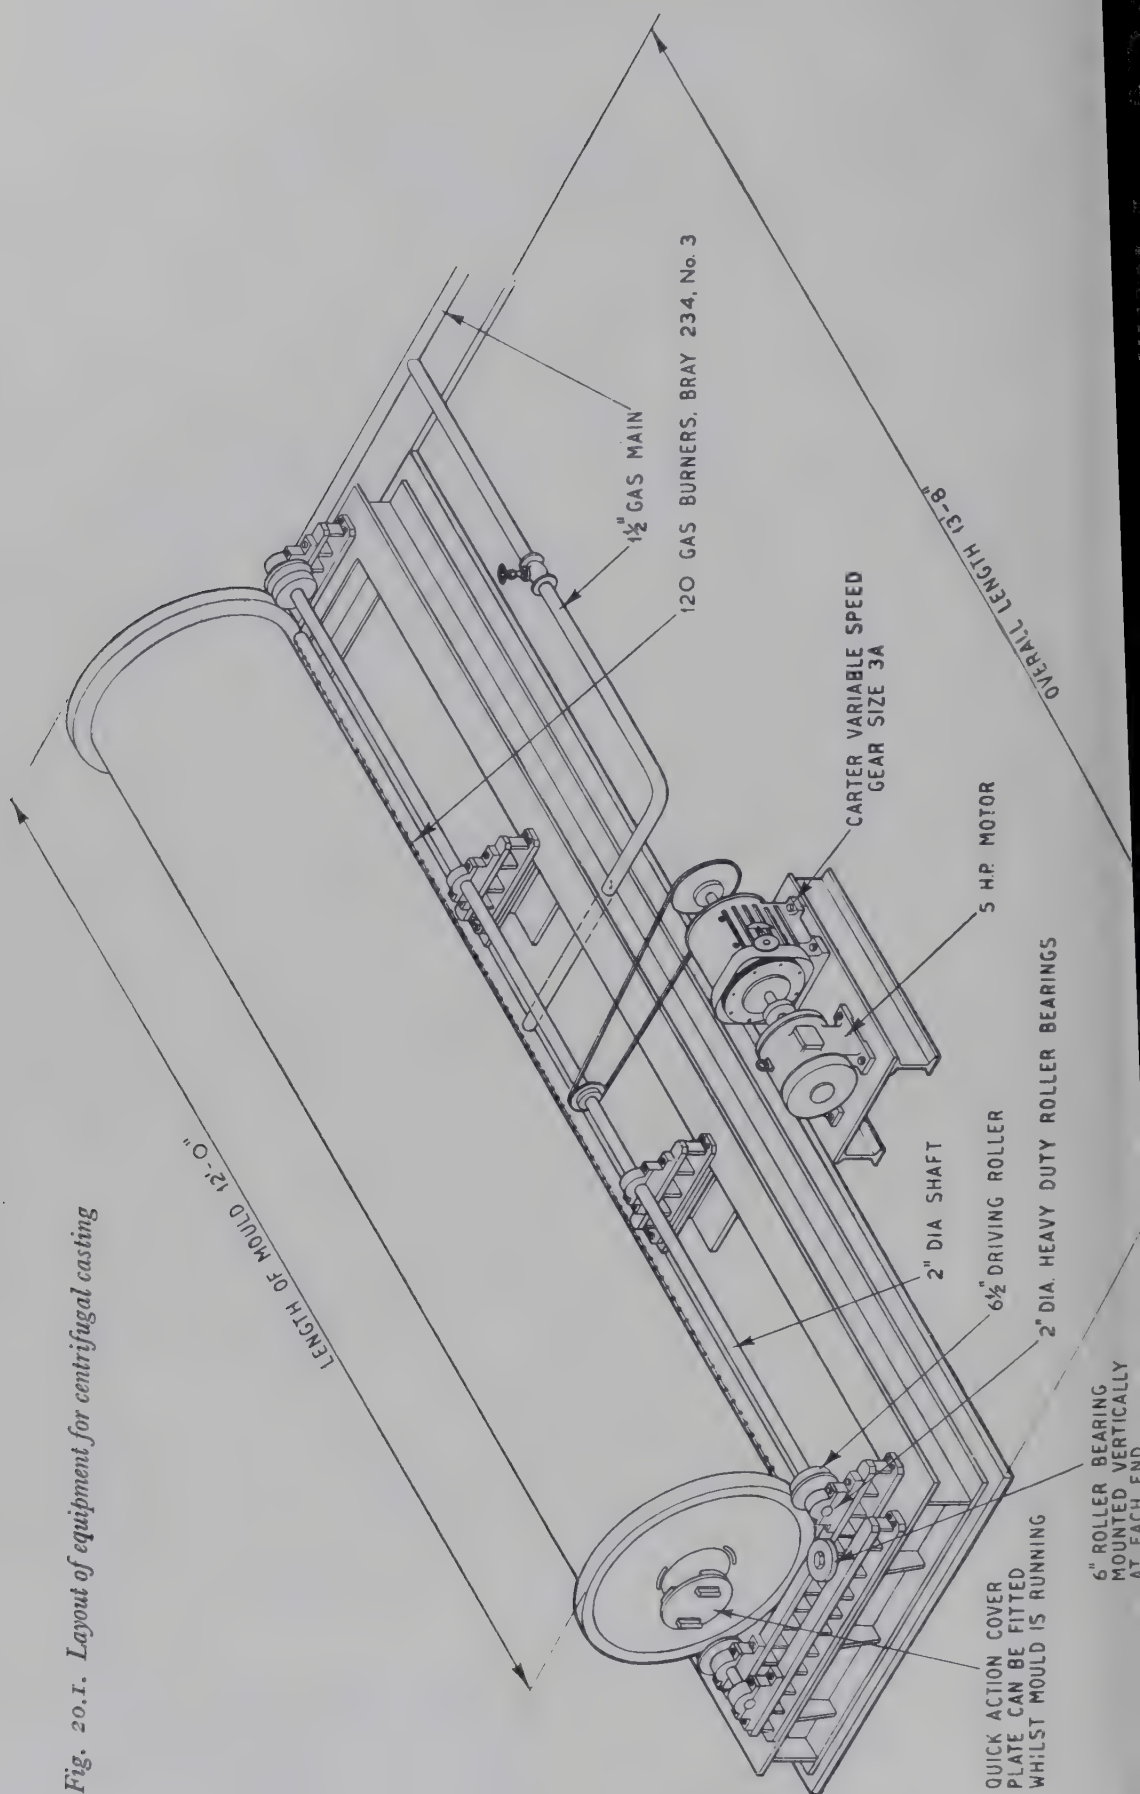 Fig. 20.1. Layout of equipment for centrifugal casting
LENGTH OF MOULD 12'-0"
1½" GAS MAIN
120 GAS BURNERS, BRAY 234, No. 3
OVERALL LENGTH 13'-8"
CARTER VARIABLE SPEED
GEAR SIZE 3A
5 H.P. MOTOR
2" DIA SHAFT
6½" DRIVING ROLLER
2" DIA. HEAVY DUTY ROLLER BEARINGS
6" ROLLER BEARING
MOUNTED VERTICALLY
AT EACH END
QUICK ACTION COVER
PLATE CAN BE FITTED
WHILST MOULD IS RUNNING